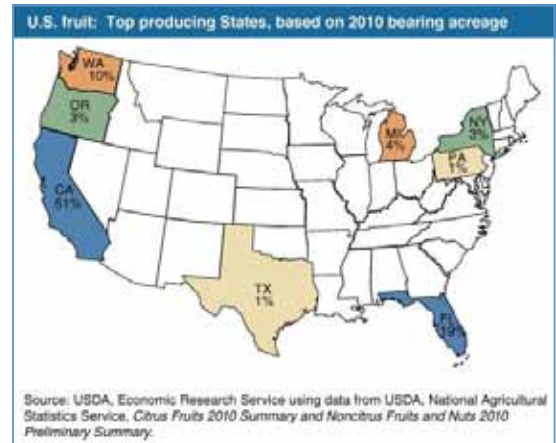 U.S. fruit: Top producing States, based on 2010 bearing acreage
WA
10%
OR
3%
MI
4%
NY
3%
PA
1%
CA
51%
TX
1%
FL
19%
Source: USDA, Economic Research Service using data from USDA, National Agricultural
Statistics Service, Citrus Fruits 2010 Summary and Noncitrus Fruits and Nuts 2010
Preliminary Summary.